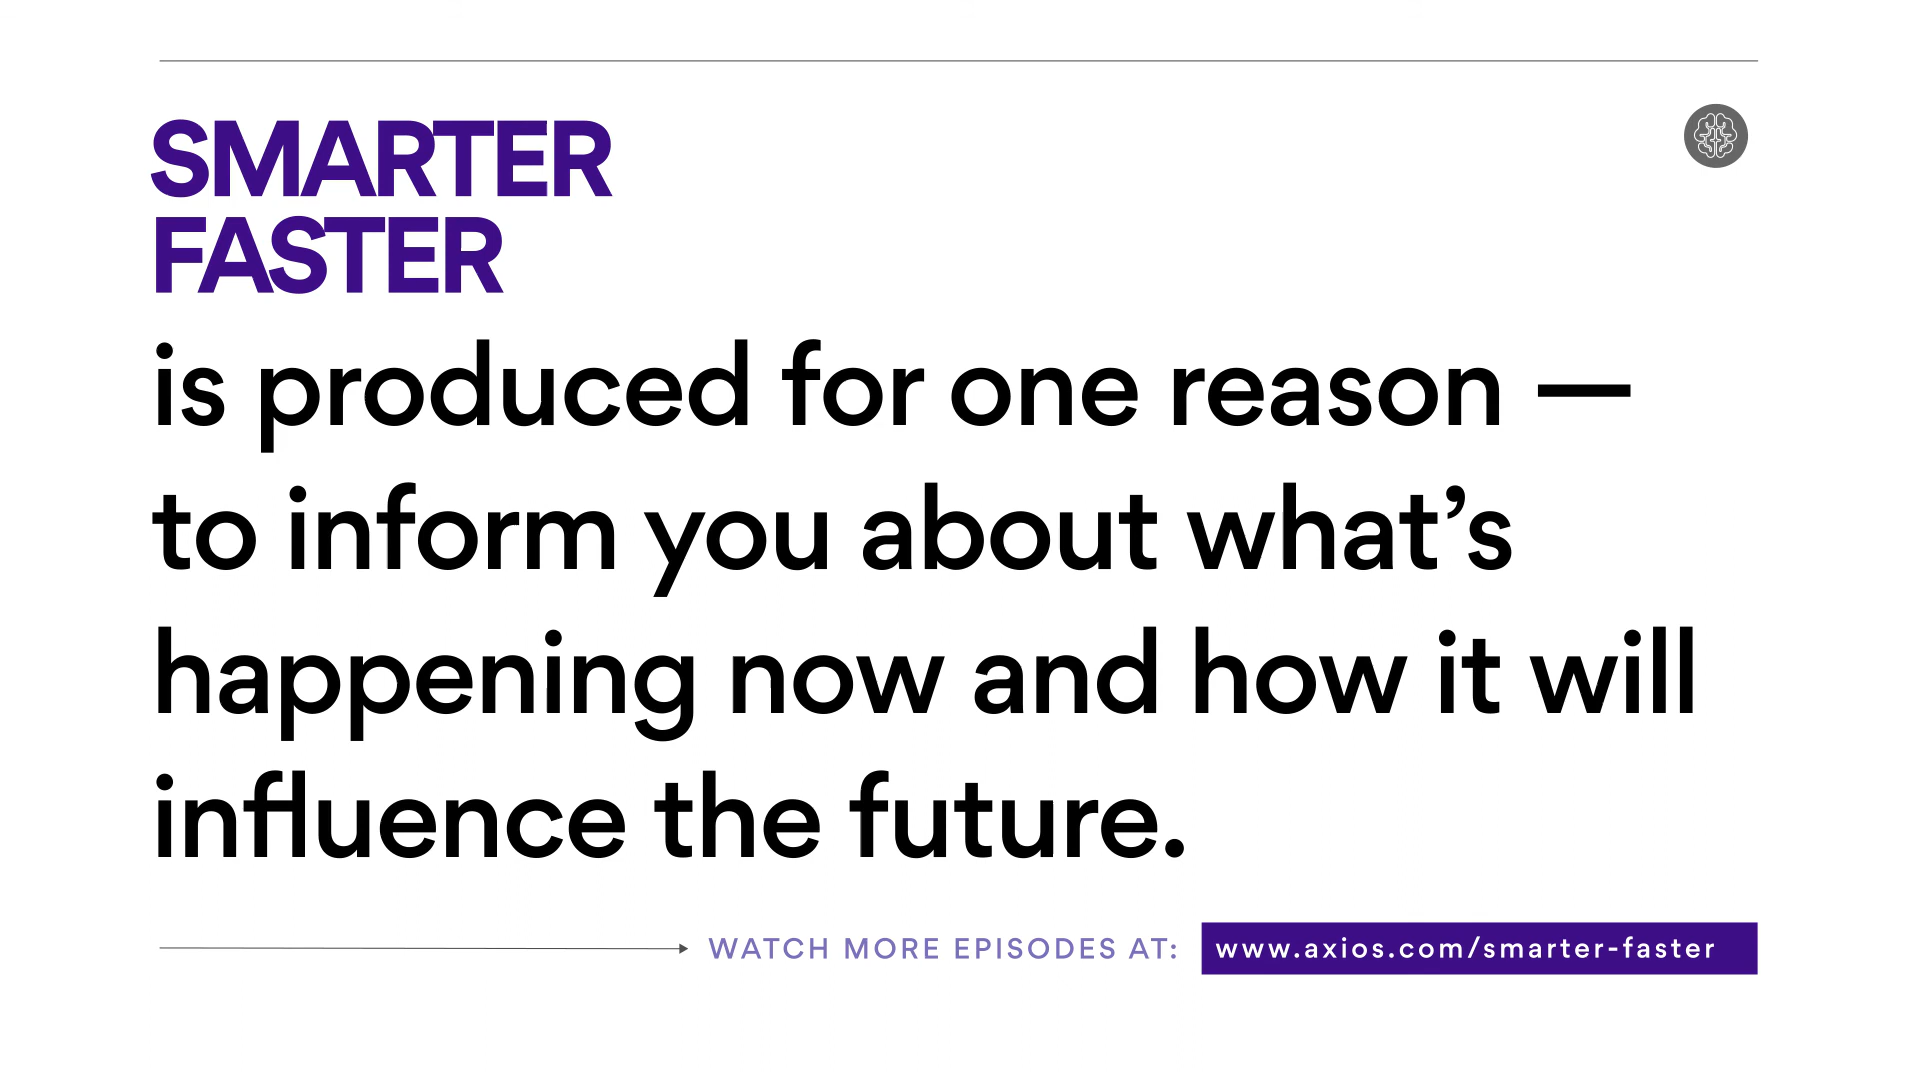 SMARTER
FASTER
is produced for one reason —
to inform you about what’s
happening now and how it will
influence the future.
WATCH MORE EPISODES AT: www.axios.com/smarter-faster